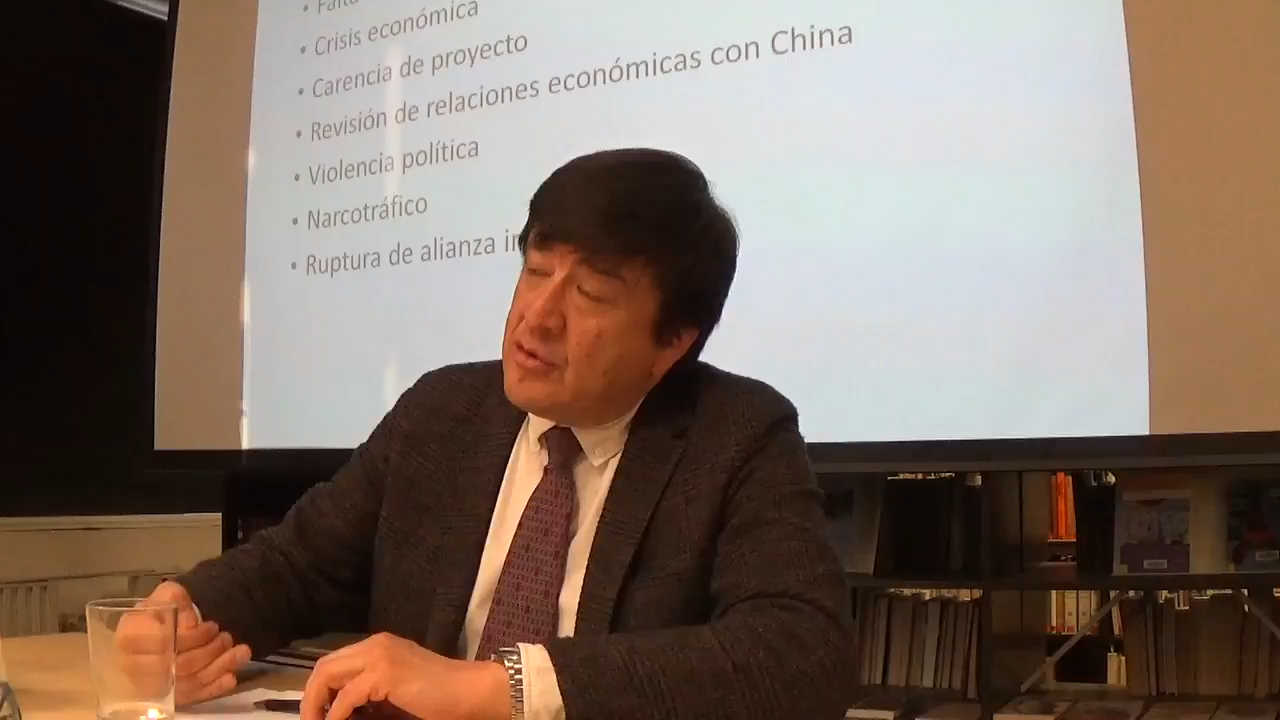 • Crisis económica
• Carencia de proyecto
• Revisión de relaciones económicas con China
• Violencia política
• Narcotráfico
• Ruptura de alianza